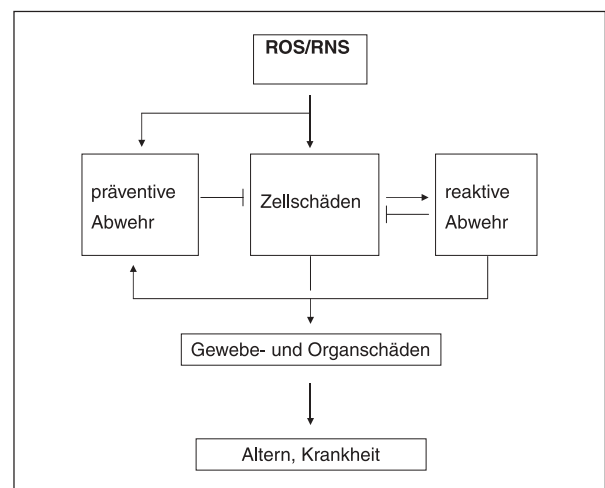 ROS/RNS
präventive
Abwehr
Zellschäden
reaktive
Abwehr
Gewebe- und Organschäden
Altern, Krankheit